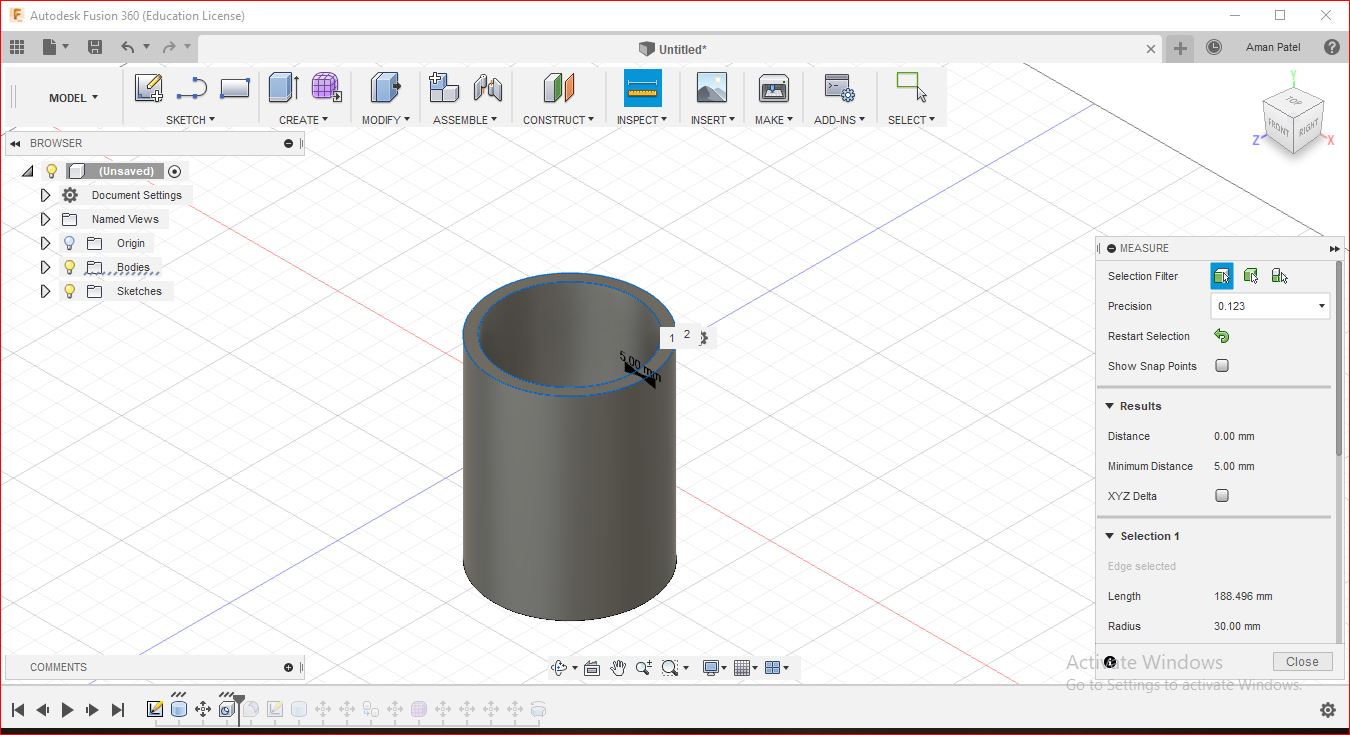 Autodesk Fusion 360 (Education License)
Untitled*
Aman Patel
MODEL
SKETCH
CREATE
MODIFY
ASSEMBLE
CONSTRUCT
INSPECT
INSERT
MAKE
ADD-INS
SELECT
TOP
FRONT
RIGHT
Y
Z
X
BROWSER
(Unsaved)
Document Settings
Named Views
Origin
Bodies
Sketches
1 2
5.00 mm
MEASURE
Selection Filter
Precision 0.123
Restart Selection
Show Snap Points
Results
Distance 0.00 mm
Minimum Distance 5.00 mm
XYZ Delta
Selection 1
Edge selected
Length 188.496 mm
Radius 30.00 mm
Close
Activate Windows
Go to Settings to activate Windows.
COMMENTS